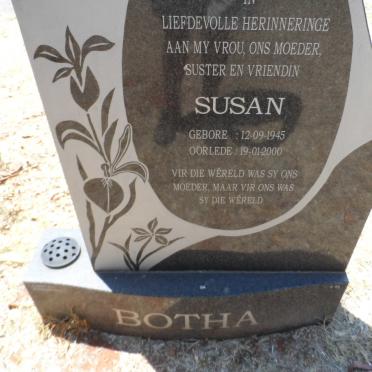 IN
LIEFDEVOLLE HERINNERINGE
AAN MY VROU, ONS MOEDER,
SUSTER EN VRIENDIN
SUSAN
GEBORE : 12-09-1945
OORLEDE : 19-01-2000
VIR DIE WÊRELD WAS SY ONS
MOEDER, MAAR VIR ONS WAS
SY DIE WÊRELD
BOTHA